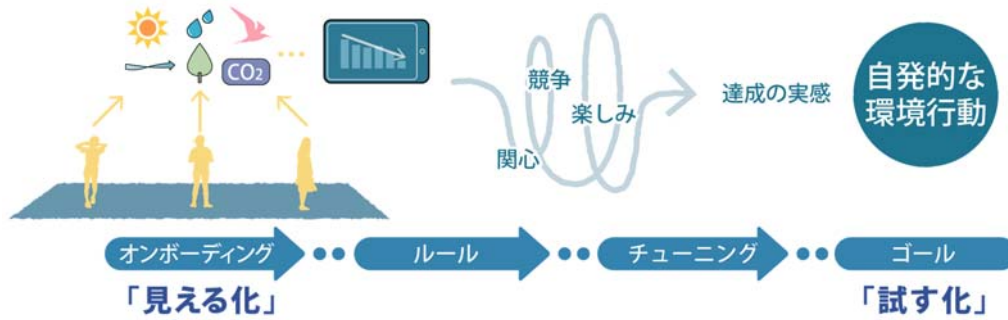 CO2
競争
楽しみ
関心
達成の実感
自発的な
環境行動
オンボーディング
ルール
チューニング
ゴール
「見える化」
「試す化」